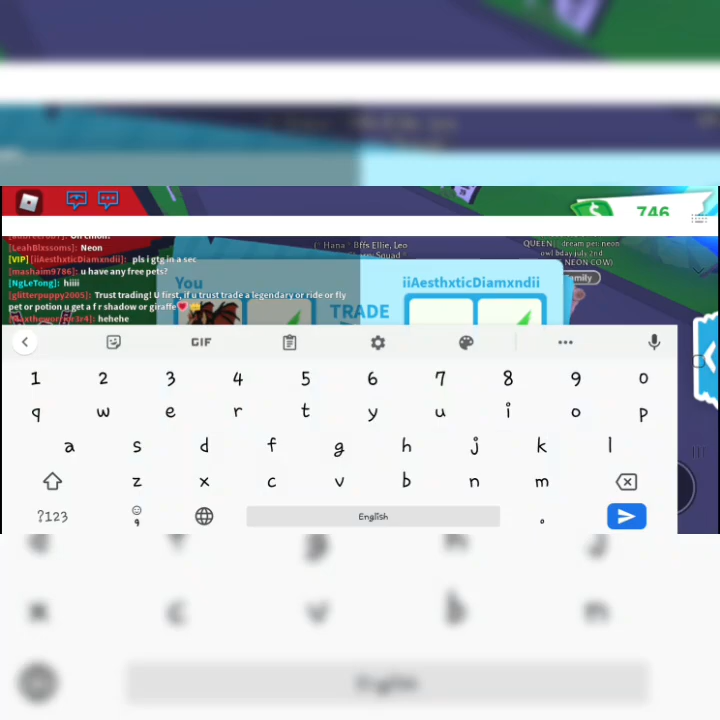 746
[LeahBlxssoms]: Neon
[VIP] [iiAesthxticDiamxndii]: pls i gtg in a sec
[mashaim9786]: u have any free pets?
[NgLeTong]: hiiii
[glitterpuppy2005]: Trust trading! U first, if u trust trade a legendary or ride or fly
pet or potion u get a f r shadow or giraffe❤️👑
hehehe
Hana Bffs Ellie, Leo
QUEEN || dream pet: neon
owl bday july 2nd
NEON COW)
Family
You
iiAesthxticDiamxndii
TRADE
GIF
1 2 3 4 5 6 7 8 9 0
q w e r t y u i o p
a s d f g h j k l
z x c v b n m
?123 , English .